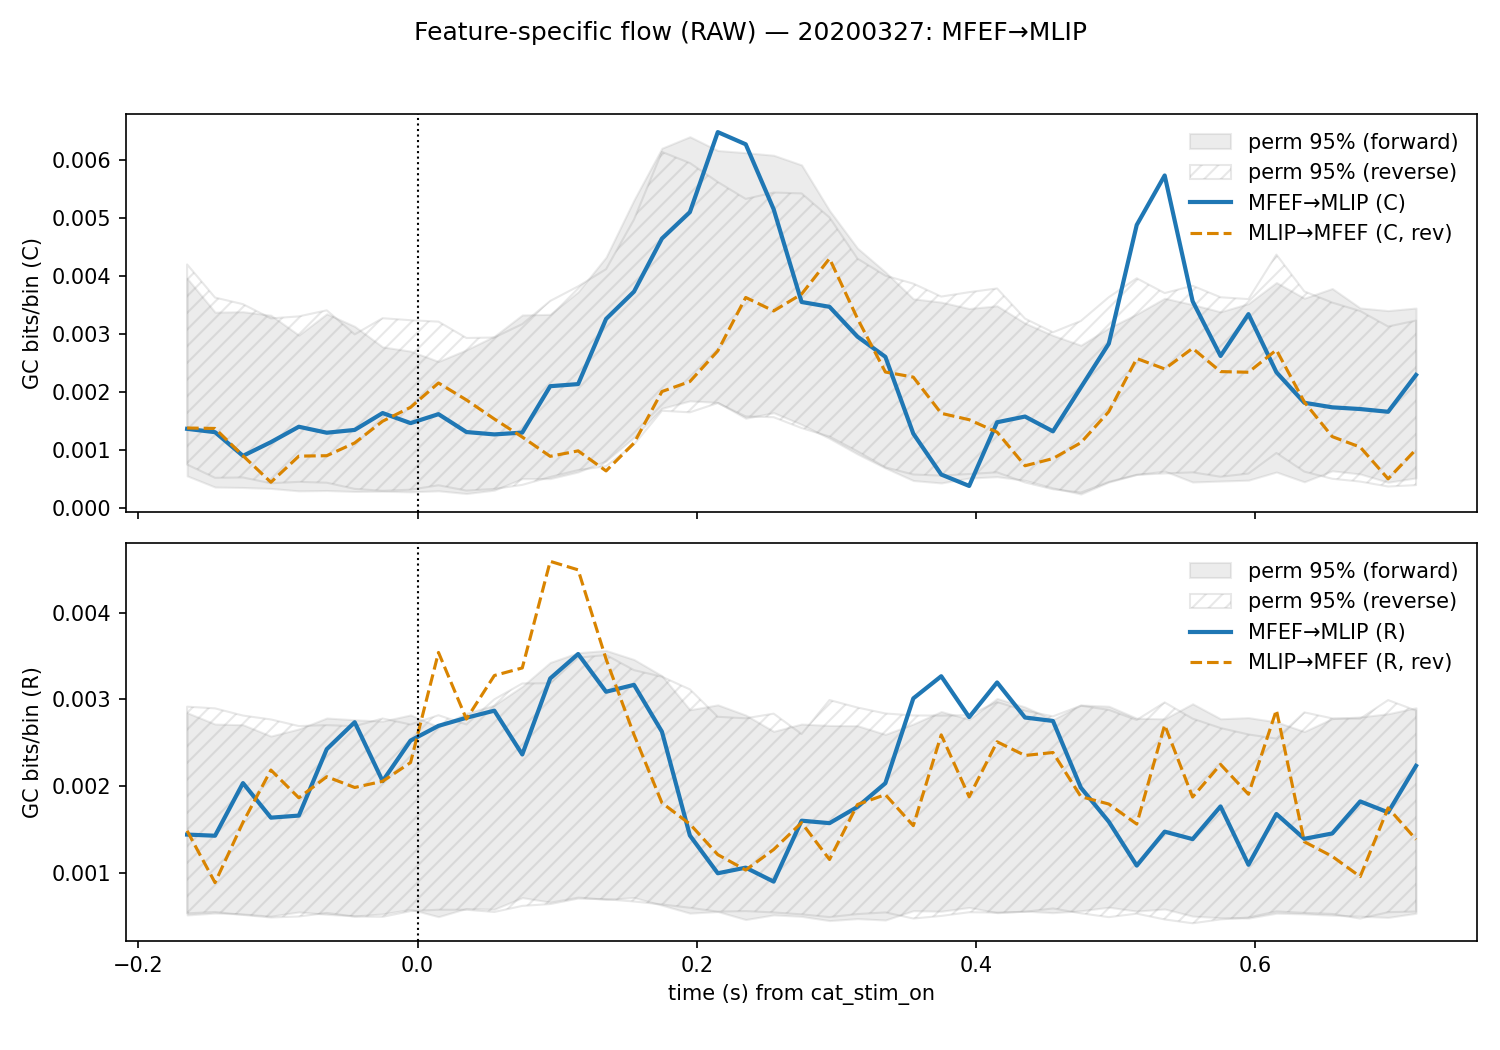 Feature-specific flow (RAW) — 20200327: MFEF→MLIP
GC bits/bin (C)
0.006
0.005
0.004
0.003
0.002
0.001
0.000
perm 95% (forward)
perm 95% (reverse)
MFEF→MLIP (C)
MLIP→MFEF (C, rev)
GC bits/bin (R)
0.004
0.003
0.002
0.001
perm 95% (forward)
perm 95% (reverse)
MFEF→MLIP (R)
MLIP→MFEF (R, rev)
−0.2 0.0 0.2 0.4 0.6
time (s) from cat_stim_on